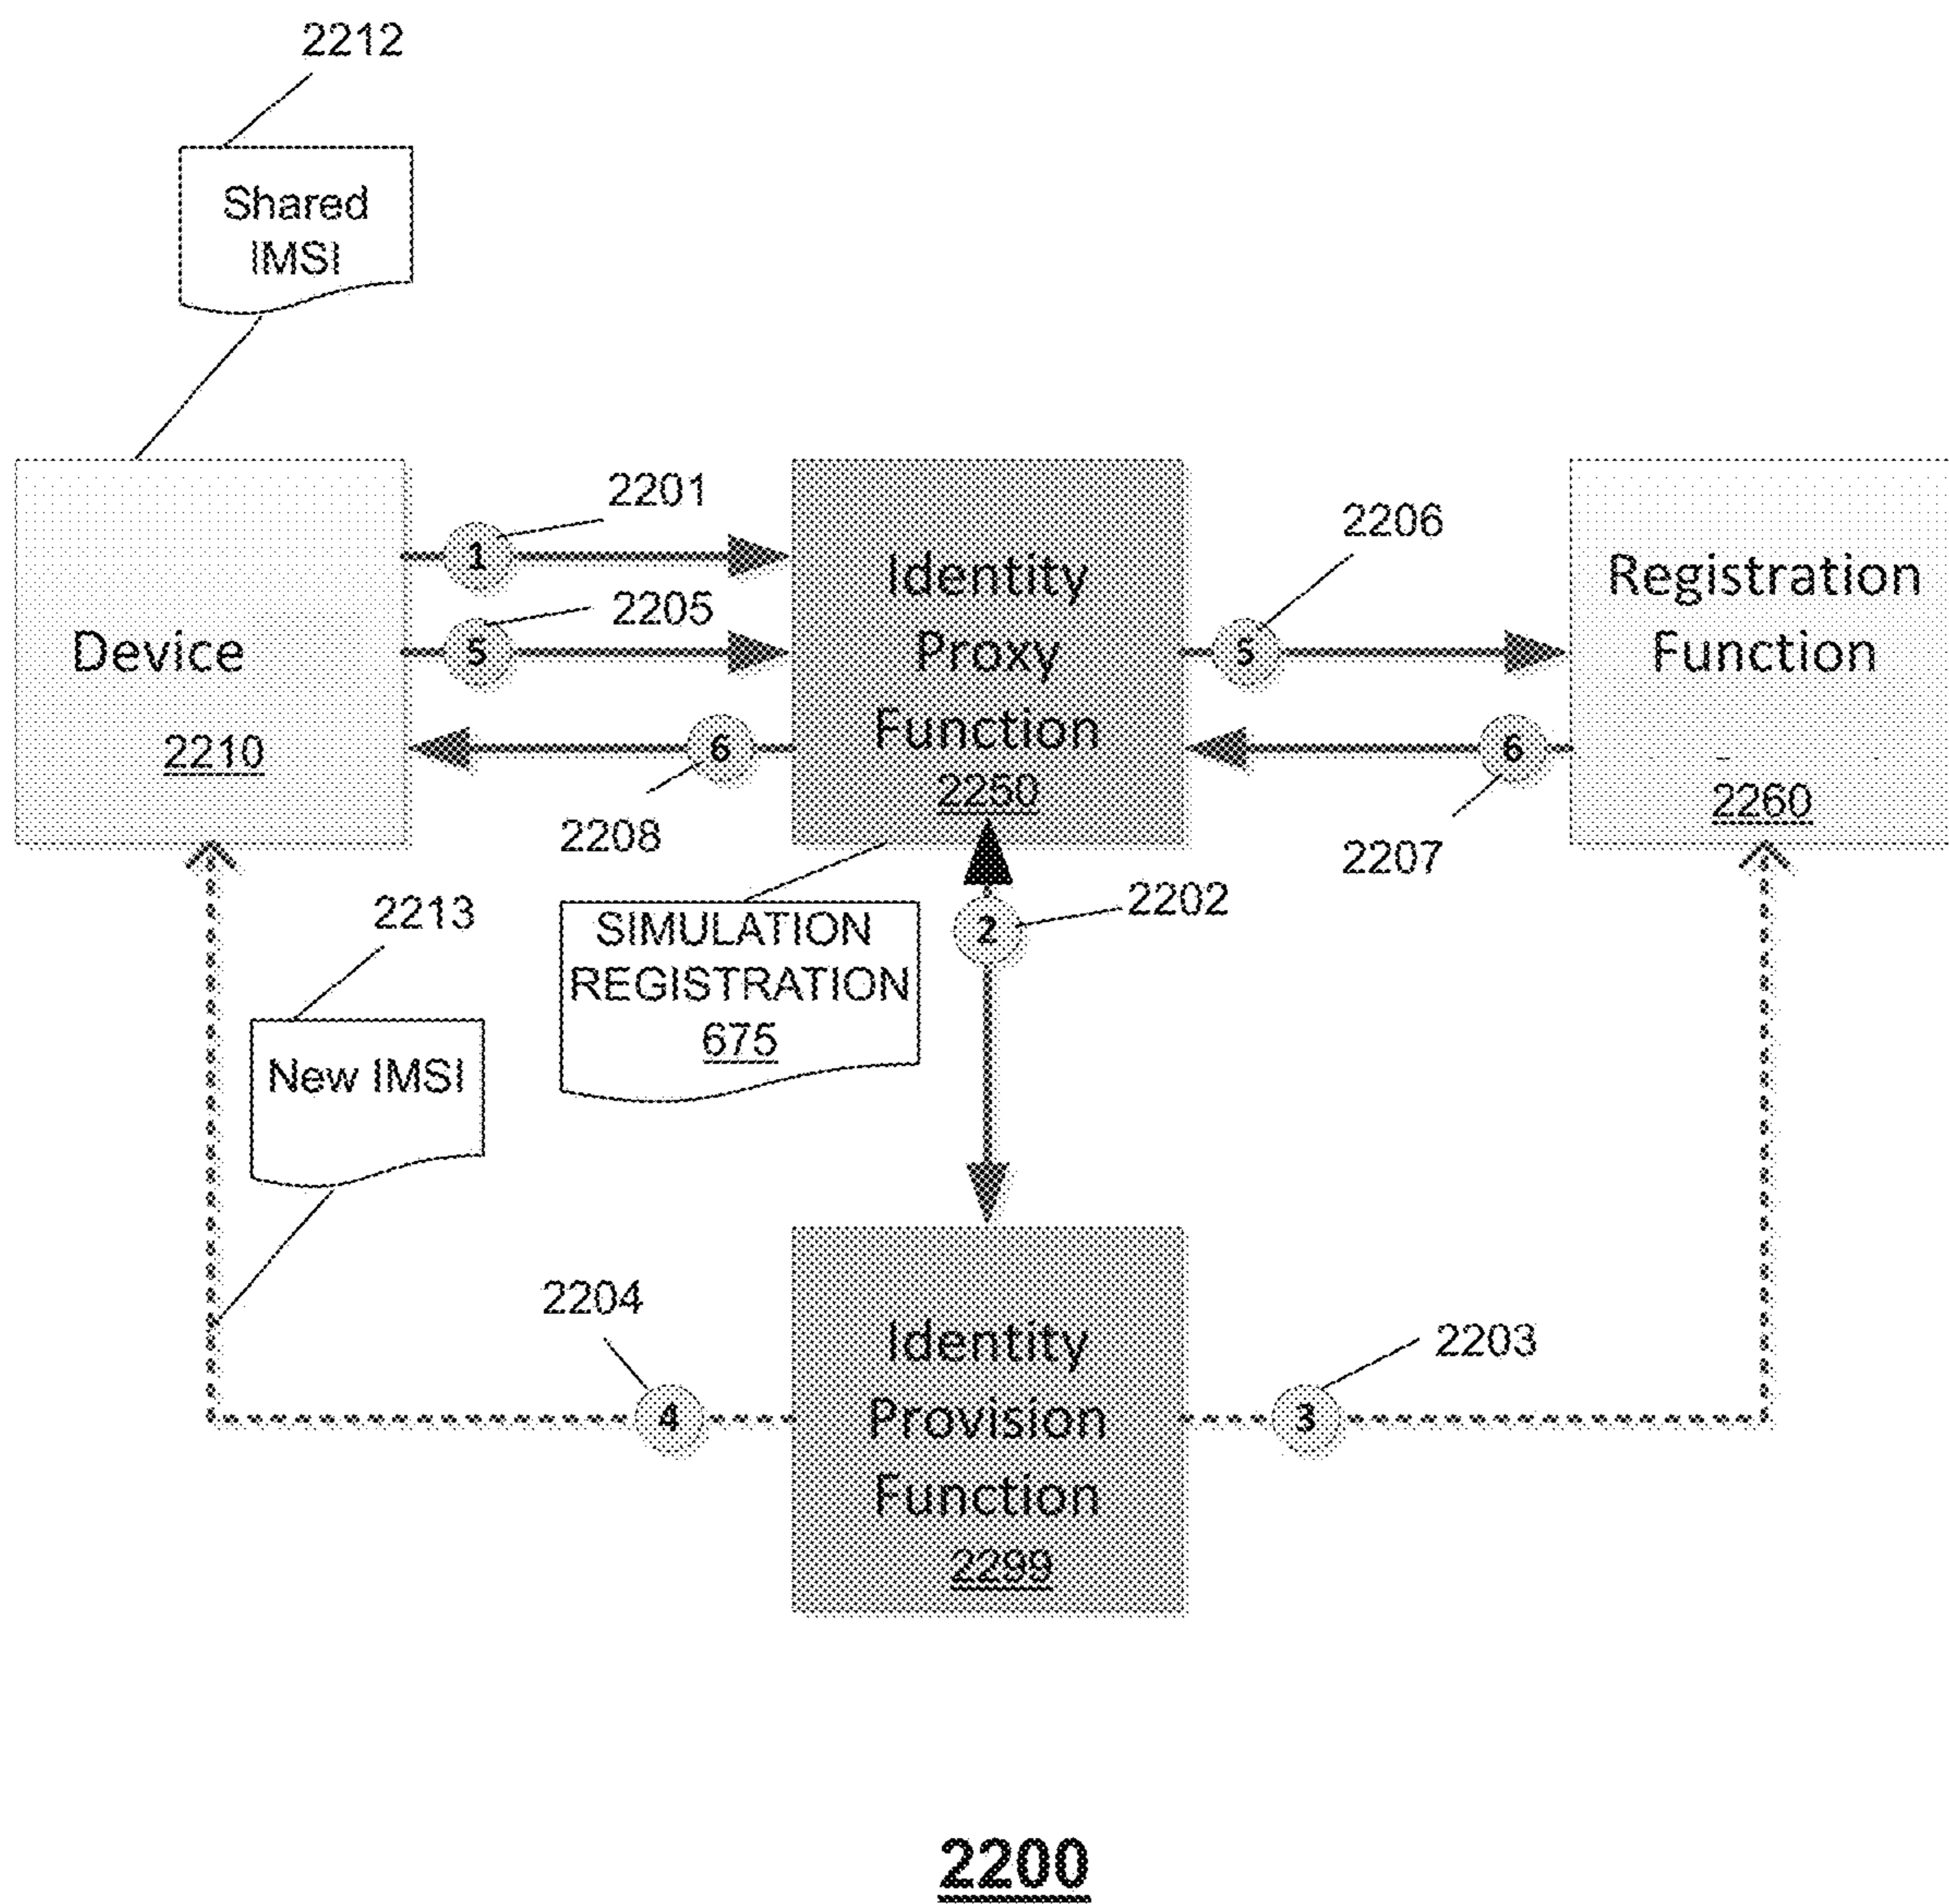 2212
Shared
IMSI
2201
1
2205
5
2206
5
Device
2210
Identity
Proxy
Function
2250
Registration
Function
2260
6
2208
6
2207
2213
New IMSI
SIMULATION
REGISTRATION
675
2
2202
2204
4
2203
3
Identity
Provision
Function
2299
2200